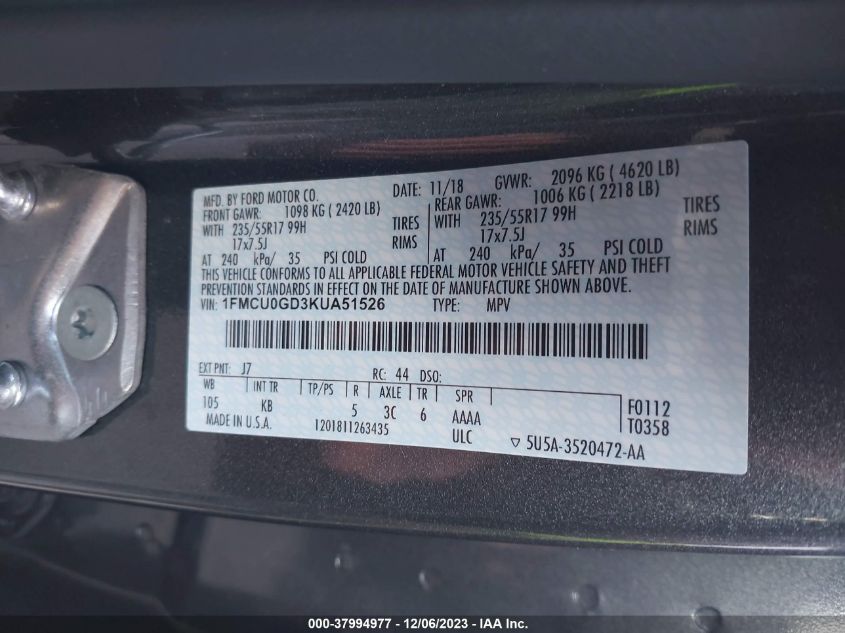 MFD. BY FORD MOTOR CO. DATE: 11/18 GVWR: 2096 KG ( 4620 LB)
FRONT GAWR: 1098 KG ( 2420 LB) REAR GAWR: 1006 KG ( 2218 LB)
WITH 235/55R17 99H TIRES WITH 235/55R17 99H TIRES
17x7.5J RIMS 17x7.5J RIMS
AT 240 kPa/ 35 PSI COLD AT 240 kPa/ 35 PSI COLD
THIS VEHICLE CONFORMS TO ALL APPLICABLE FEDERAL MOTOR VEHICLE SAFETY AND THEFT
PREVENTION STANDARDS IN EFFECT ON THE DATE OF MANUFACTURE SHOWN ABOVE.
VIN: 1FMCU0GD3KUA51526 TYPE: MPV
EXT PNT: J7 RC: 44 DSO:
WB INT TR TP/PS R AXLE TR SPR F0112
105 KB 5 3C 6 AAAA T0358
MADE IN U.S.A. 1201811263435 ULC ▽ 5U5A-3520472-AA
000-37994977 - 12/06/2023 - IAA Inc.